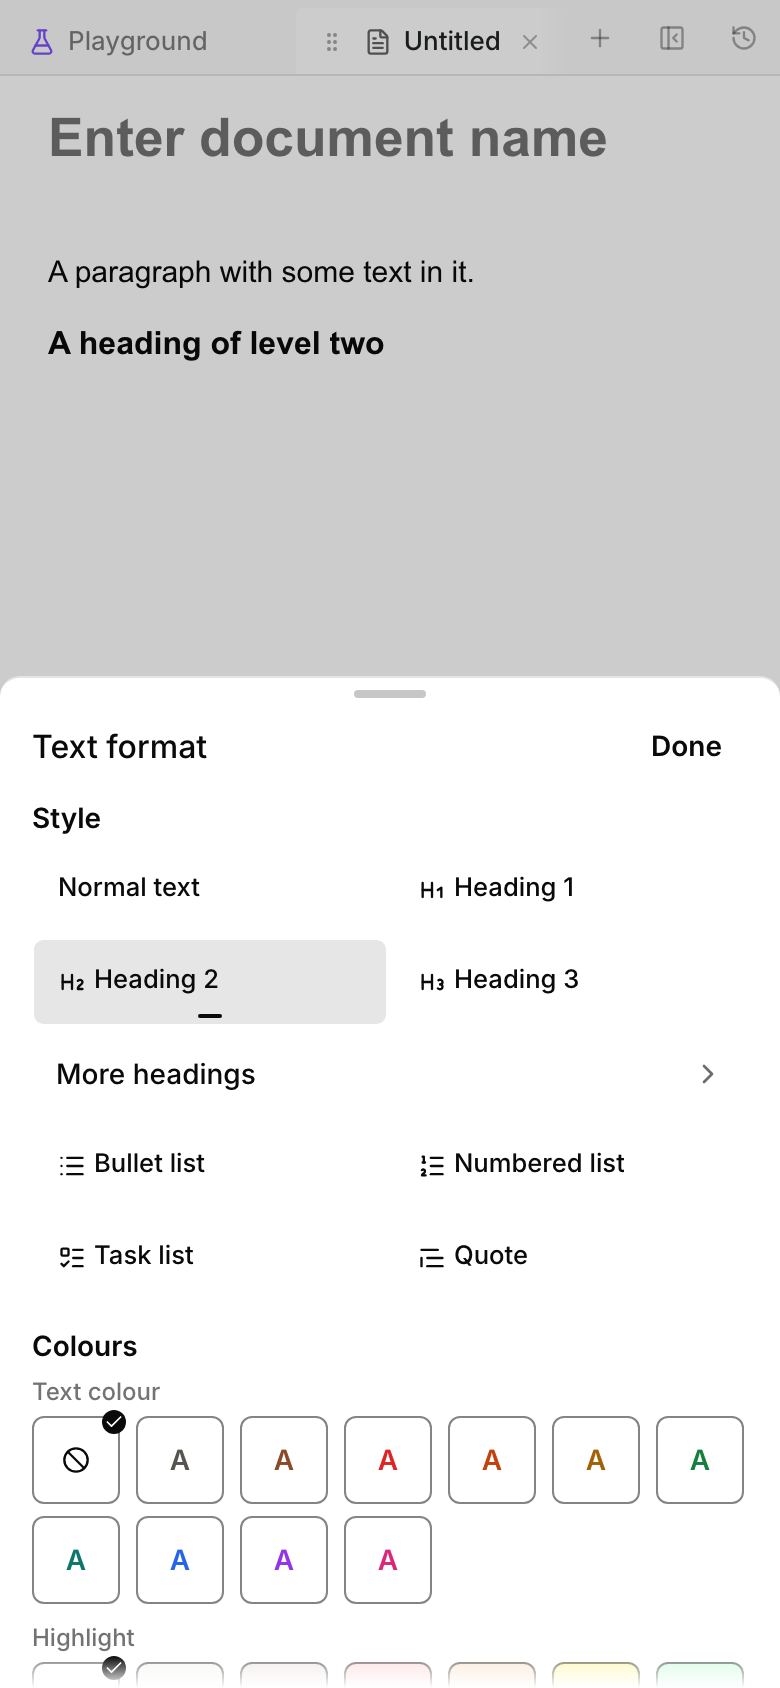 Playground
Untitled
Enter document name
A paragraph with some text in it.
A heading of level two
Text format
Done
Style
Normal text
H1 Heading 1
H2 Heading 2
H3 Heading 3
More headings
Bullet list
Numbered list
Task list
Quote
Colours
Text colour
A A A A A A
A A A A
Highlight